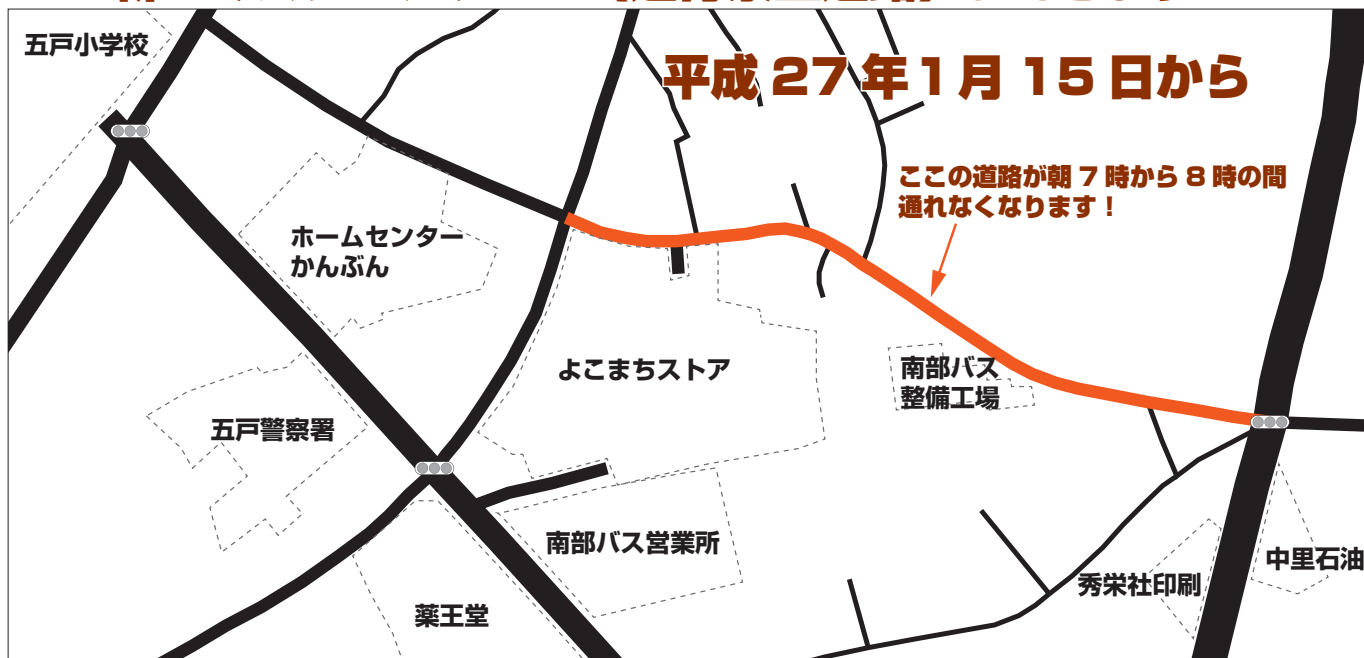 平成 27 年 1 月 15 日から
五戸小学校
ここの道路が朝 7 時から 8 時の間
通れなくなります！
ホームセンター
かんぶん
よこまちストア
南部バス
整備工場
五戸警察署
南部バス営業所
中里石油
秀栄社印刷
薬王堂